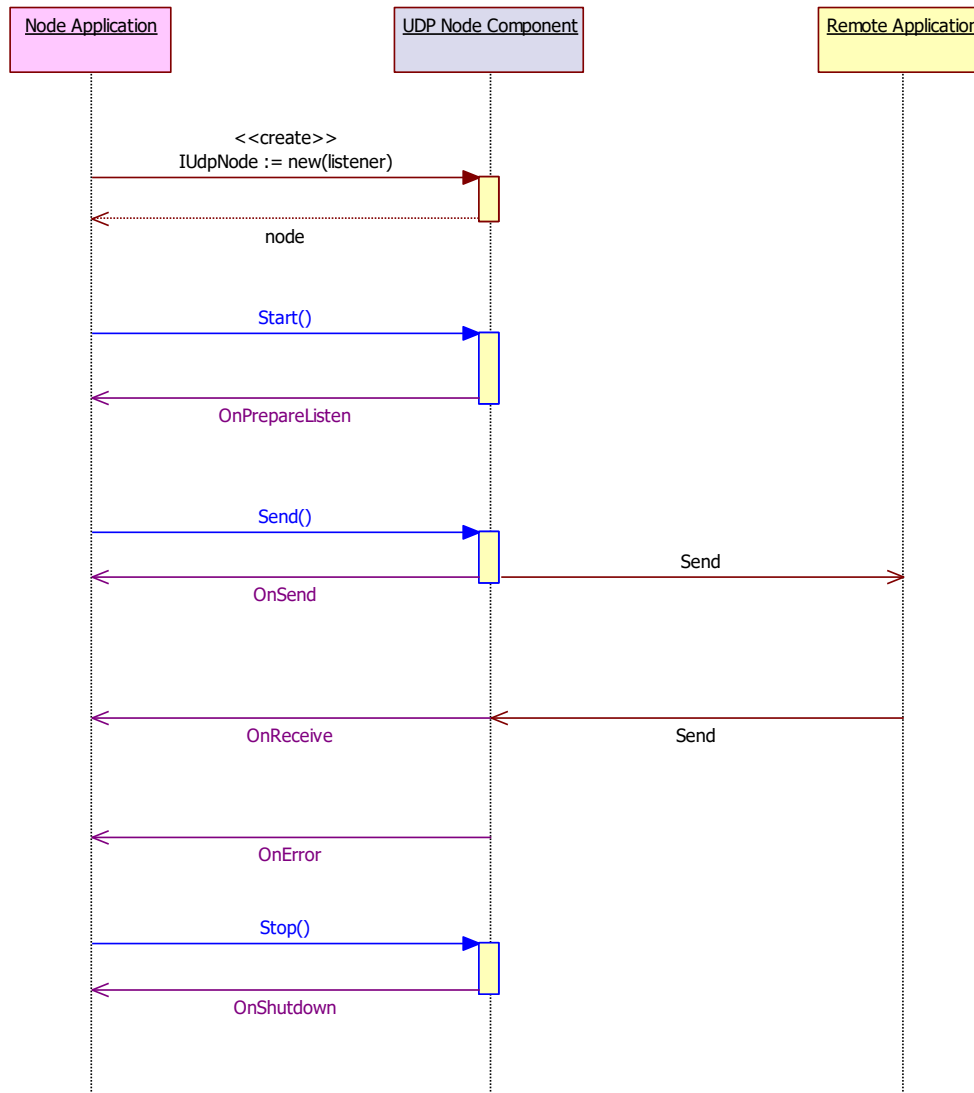 Node Application
UDP Node Component
Remote Application
<<create>>
IUdpNode := new(listener)
node
Start()
OnPrepareListen
Send()
Send
OnSend
OnReceive
Send
OnError
Stop()
OnShutdown